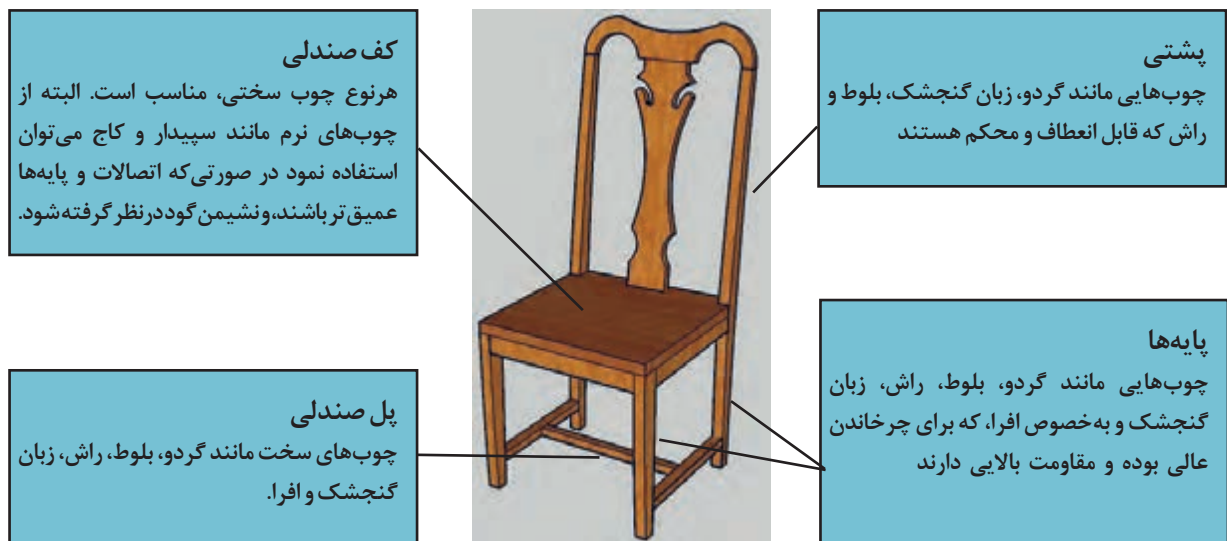 پشتی
چوب‌هایی مانند گردو، زبان گنجشک، بلوط و
راش که قابل انعطاف و محکم هستند
کف صندلی
هرنوع چوب سختی، مناسب است. البته از
چوب‌های نرم مانند سپیدار و کاج می‌توان
استفاده نمود در صورتی‌که اتصالات و پایه‌ها
عمیق‌تر باشند، و نشیمن گود درنظر گرفته شود.
پایه‌ها
چوب‌هایی مانند گردو، بلوط، راش، زبان
گنجشک و به‌خصوص افرا، که برای چرخاندن
عالی بوده و مقاومت بالایی دارند
پل صندلی
چوب‌های سخت مانند گردو، بلوط، راش، زبان
گنجشک و افرا.